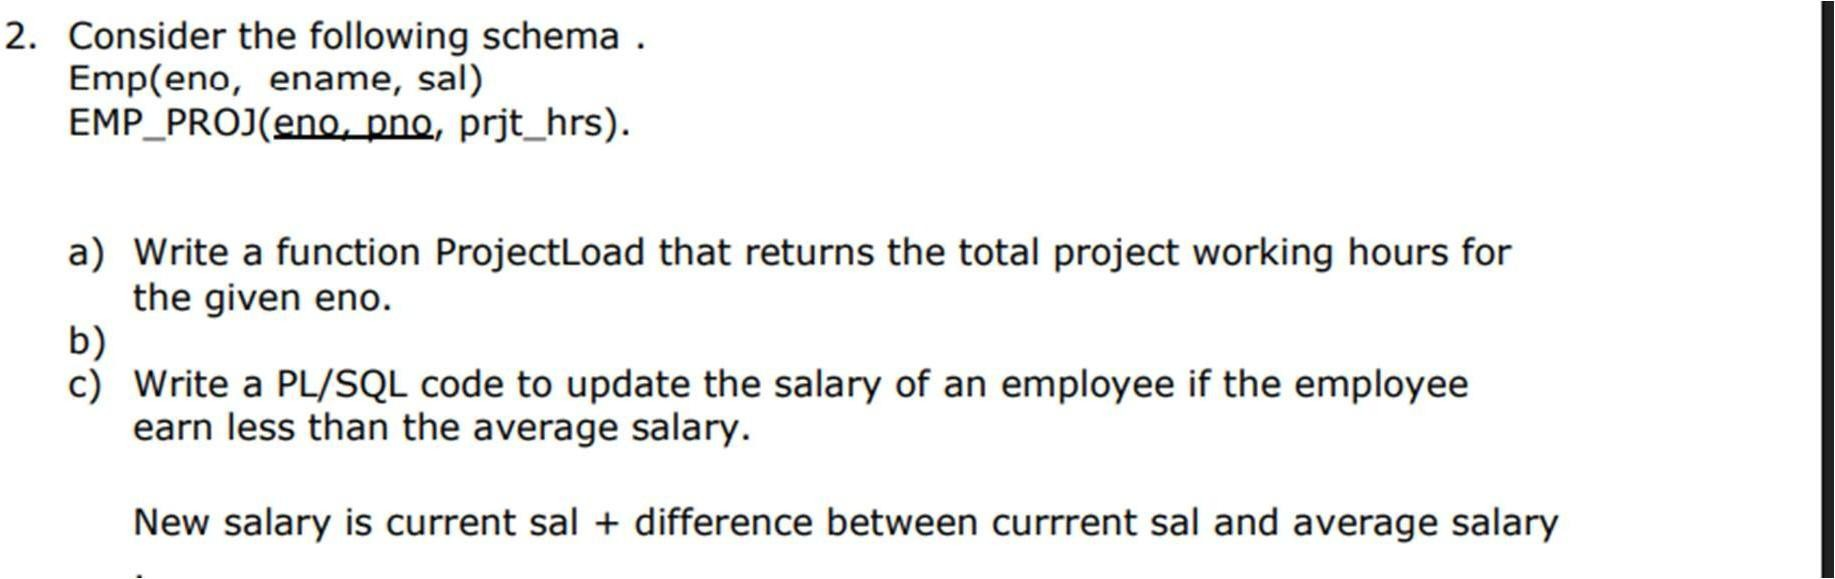 2. Consider the following schema .
Emp(eno, ename, sal)
EMP_PROJ(eno, pno, prjt_hrs).
a) Write a function ProjectLoad that returns the total project working hours for
the given eno.
b)
c) Write a PL/SQL code to update the salary of an employee if the employee
earn less than the average salary.
New salary is current sal + difference between currrent sal and average salary
.